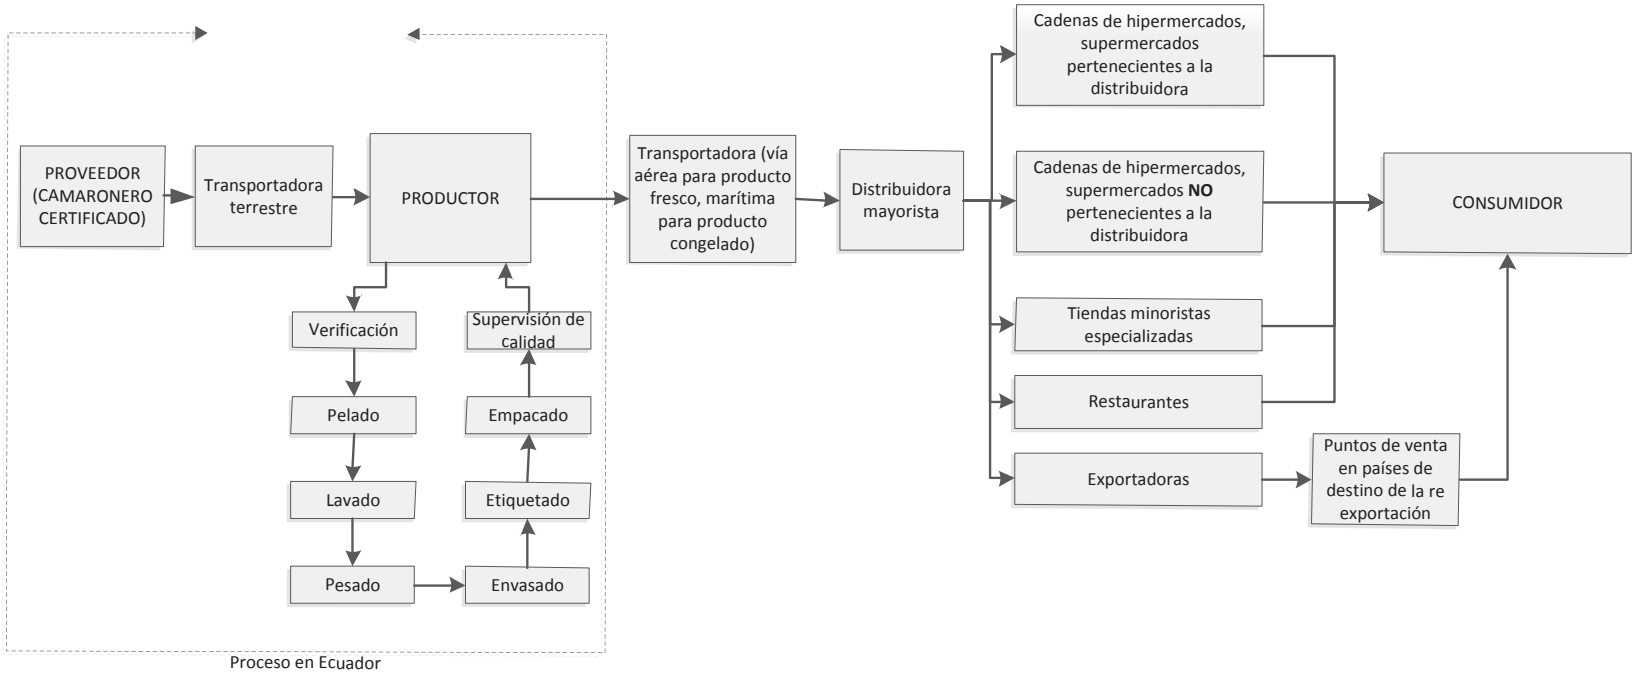 Cadenas de hipermercados,
supermercados
pertenecientes a la
distribuidora
PROVEEDOR
(CAMARONERO
CERTIFICADO)
Transportadora
terrestre
PRODUCTOR
Transportadora (vía
aérea para producto
fresco, marítima
para producto
congelado)
Distribuidora
mayorista
Cadenas de hipermercados,
supermercados NO
pertenecientes a la
distribuidora
CONSUMIDOR
Verificación
Supervisión de
calidad
Tiendas minoristas
especializadas
Pelado
Empacado
Restaurantes
Lavado
Etiquetado
Exportadoras
Puntos de venta
en países de
destino de la re
exportación
Pesado
Envasado
Proceso en Ecuador